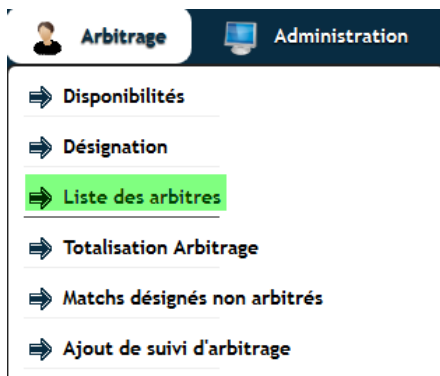 Arbitrage Administration
Disponibilités
Désignation
Liste des arbitres
Totalisation Arbitrage
Matchs désignés non arbitrés
Ajout de suivi d'arbitrage